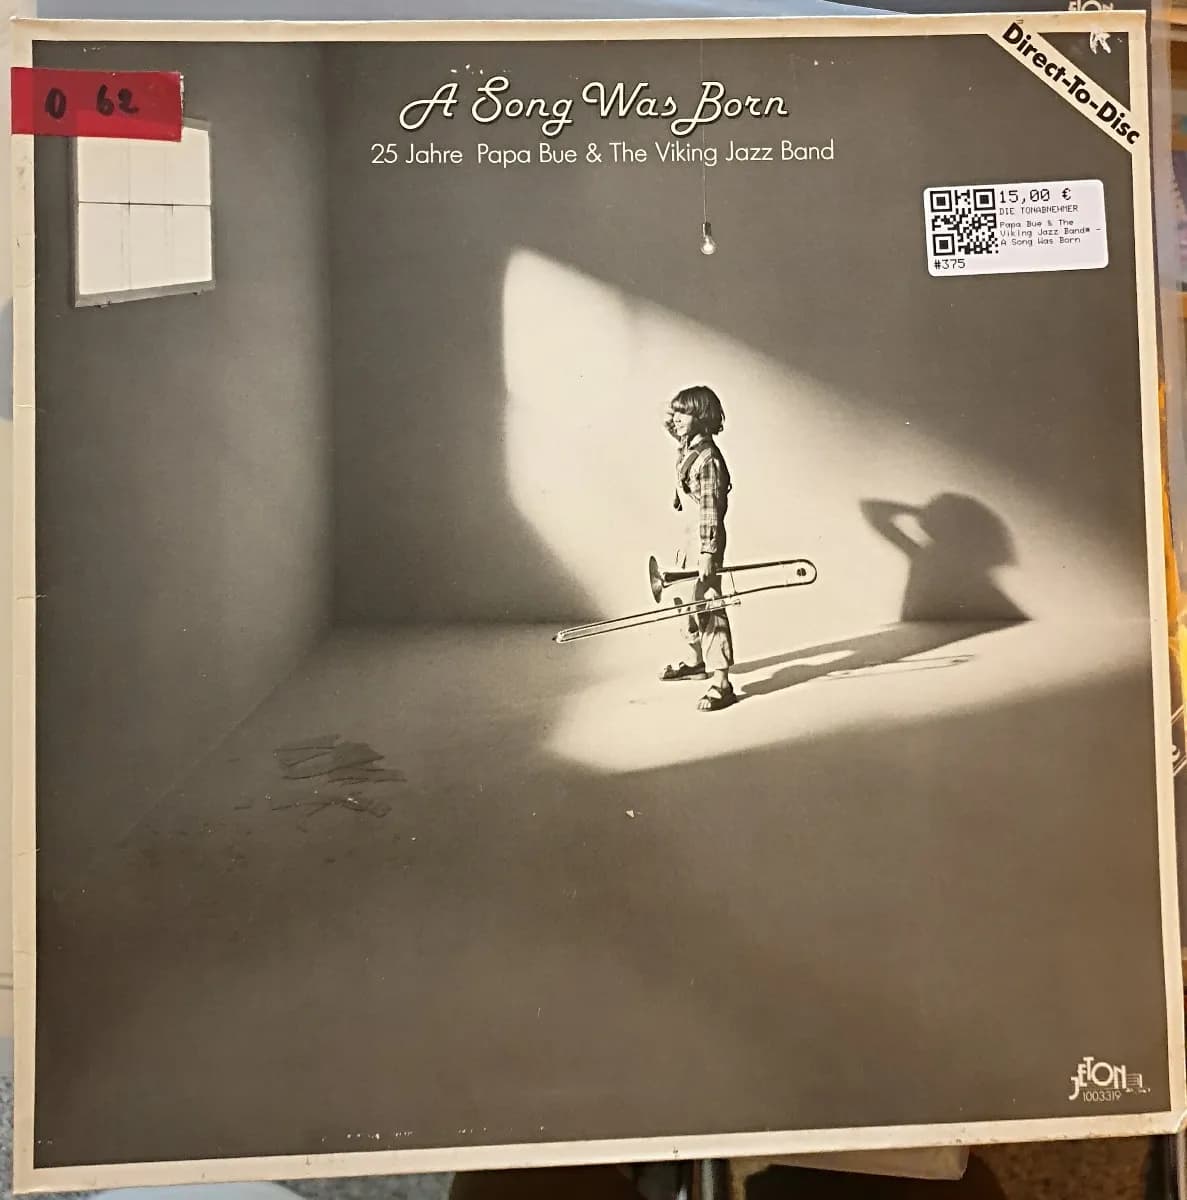 Direct-To-Disc
O 62
A Song Was Born
25 Jahre Papa Bue & The Viking Jazz Band
15,00 €
DIE TONABNEHMER
Papa Bue & The
Viking Jazz Band* -
A Song Was Born
#375
JETON
1003319